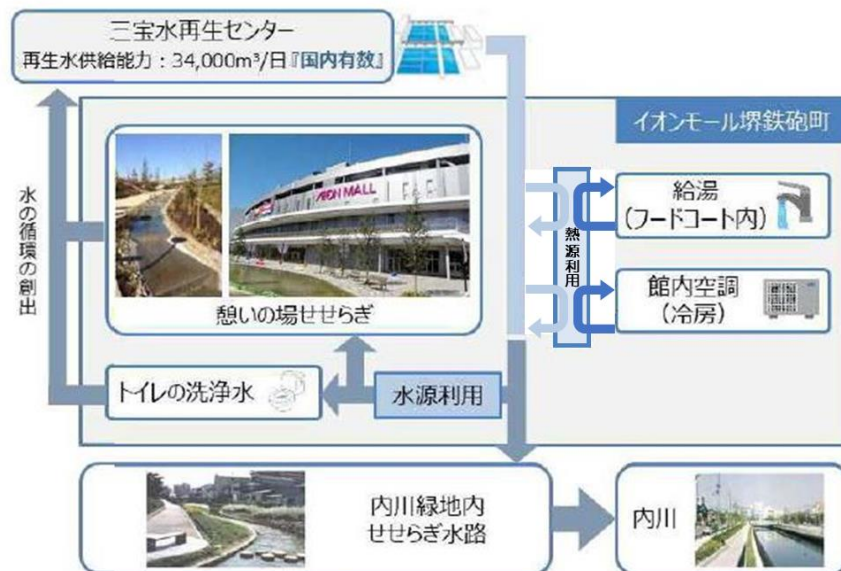 三宝水再生センター
再生水供給能力：34,000m³/日『国内有数』
イオンモール堺鉄砲町
水の循環の創出
AEON MALL
憩いの場せせらぎ
熱源利用
給湯
(フードコート内)
館内空調
(冷房)
トイレの洗浄水
水源利用
内川緑地内
せせらぎ水路
内川